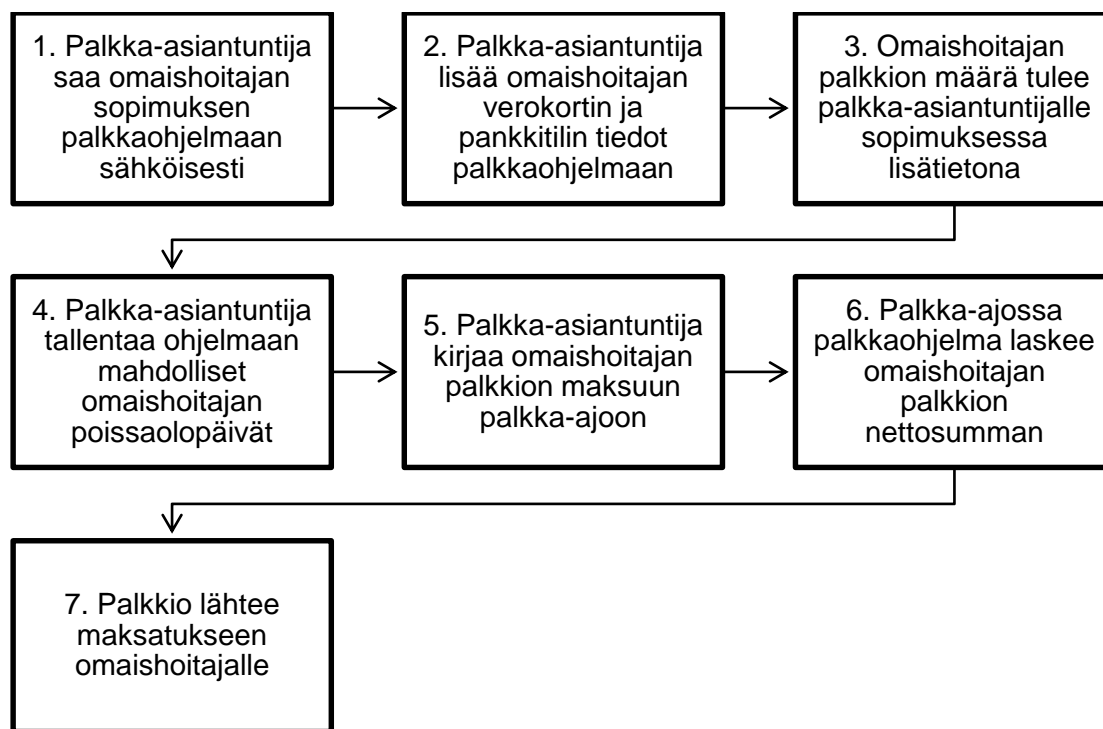 1. Palkka-asiantuntija
saa omaishoitajan
sopimuksen
palkkaohjelmaan
sähköisesti
2. Palkka-asiantuntija
lisää omaishoitajan
verokortin ja
pankkitilin tiedot
palkkaohjelmaan
3. Omaishoitajan
palkkion määrä tulee
palkka-asiantuntijalle
sopimuksessa
lisätietona
4. Palkka-asiantuntija
tallentaa ohjelmaan
mahdolliset
omaishoitajan
poissaolopäivät
5. Palkka-asiantuntija
kirjaa omaishoitajan
palkkion maksuun
palkka-ajoon
6. Palkka-ajossa
palkkaohjelma laskee
omaishoitajan
palkkion
nettosumman
7. Palkkio lähtee
maksatukseen
omaishoitajalle